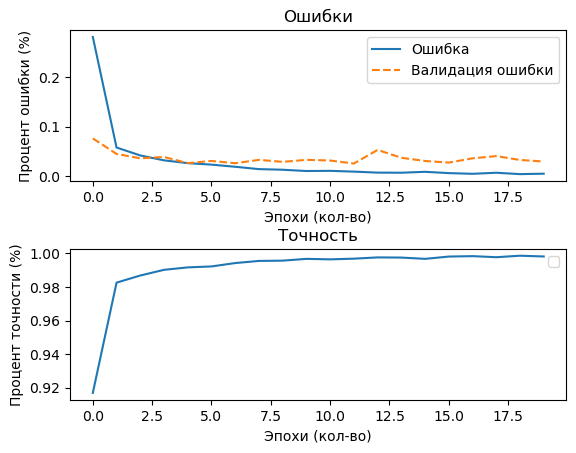 Ошибки
Процент ошибки (%)
0.2
0.1
0.0
Ошибка
Валидация ошибки
0.0 2.5 5.0 7.5 10.0 12.5 15.0 17.5
Эпохи (кол-во)
Точность
Процент точности (%)
1.00
0.98
0.96
0.94
0.92
0.0 2.5 5.0 7.5 10.0 12.5 15.0 17.5
Эпохи (кол-во)